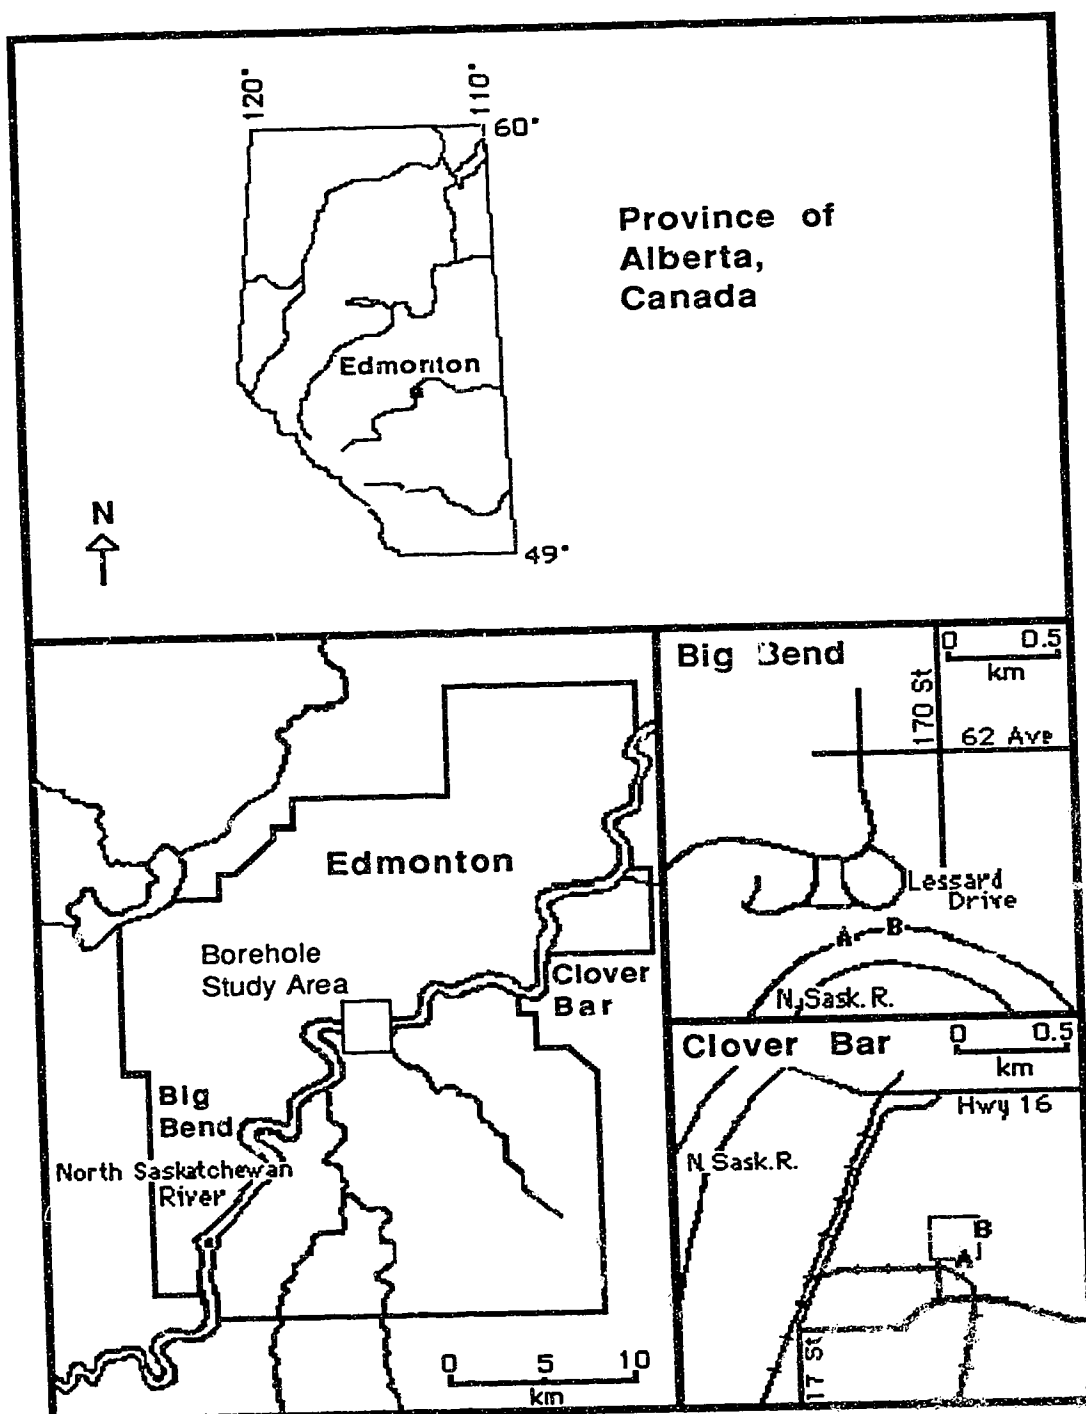 120°
110°
60°
Province of
Alberta,
Canada
Edmonton
N
49°
Edmonton
Borehole
Study Area
Clover
Bar
Big
Bend
North Saskatchewan
River
0 5 10
km
Big Bend
0 0.5
km
170 St
62 Ave
Lessard
Drive
A B
N. Sask. R.
Clover Bar
0 0.5
km
Hwy 16
N Sask. R.
B
A
17 St